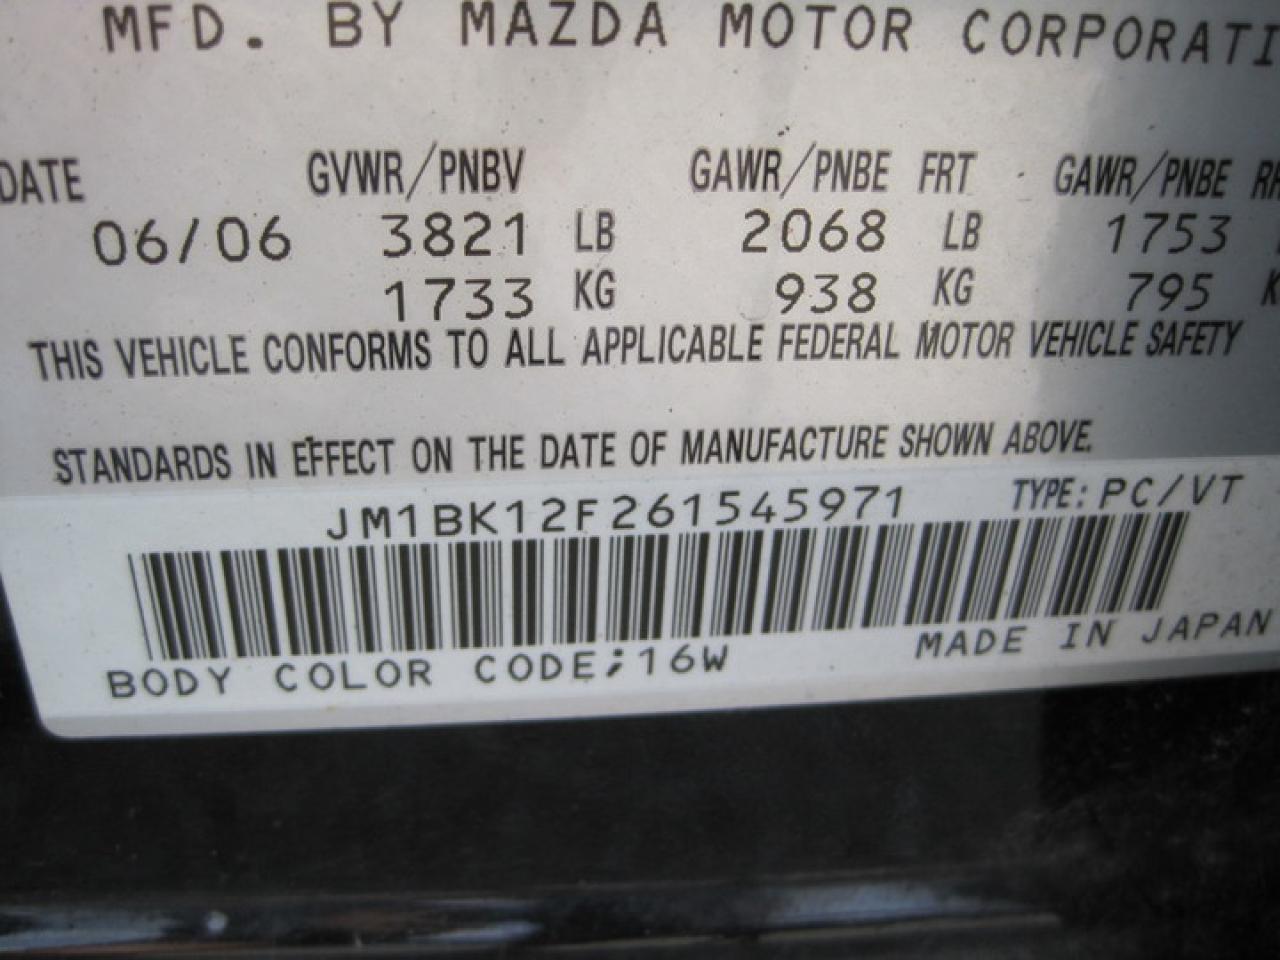 MFD. BY MAZDA MOTOR CORPORATI
DATE GVWR/PNBV GAWR/PNBE FRT GAWR/PNBE RR
06/06 3821 LB 2068 LB 1753
1733 KG 938 KG 795 K
THIS VEHICLE CONFORMS TO ALL APPLICABLE FEDERAL MOTOR VEHICLE SAFETY
STANDARDS IN EFFECT ON THE DATE OF MANUFACTURE SHOWN ABOVE.
JM1BK12F261545971 TYPE: PC/VT
BODY COLOR CODE;16W MADE IN JAPAN